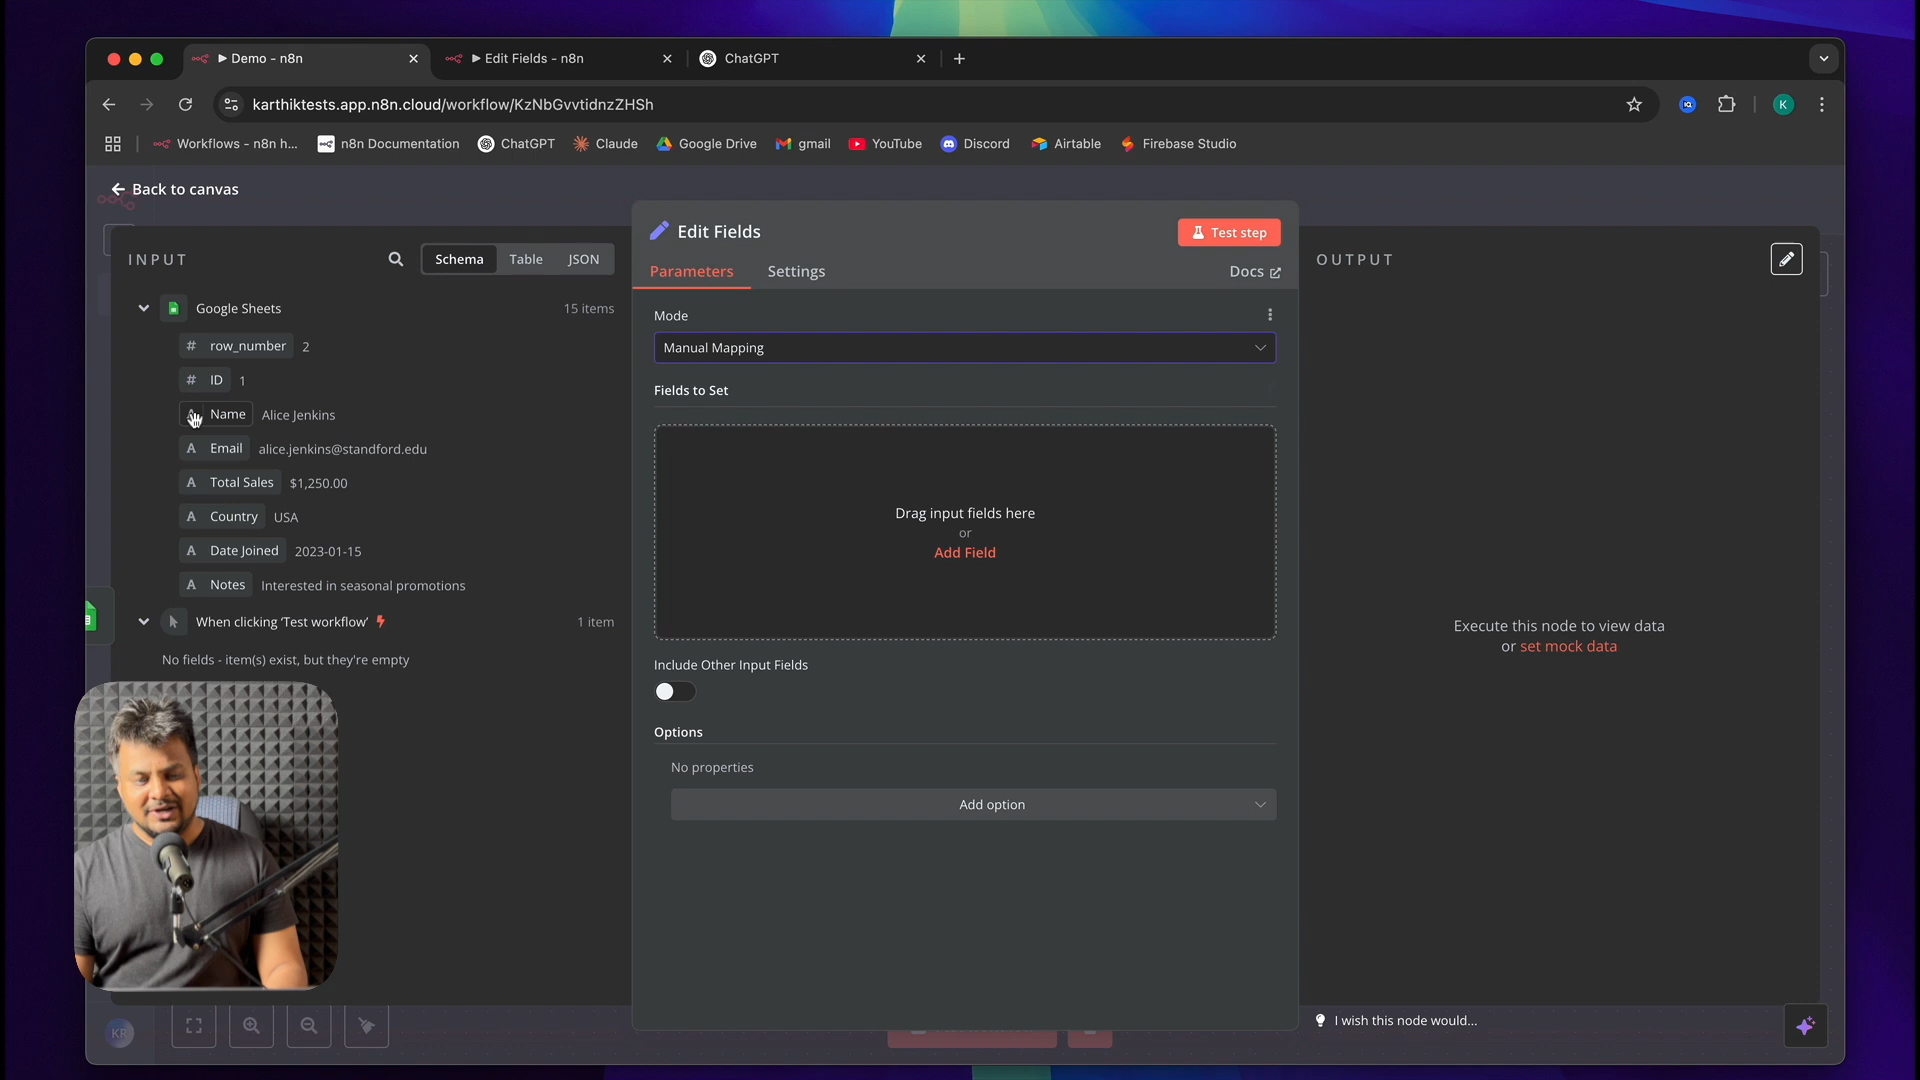 Demo - n8n
Edit Fields - n8n
ChatGPT
karthiktests.app.n8n.cloud/workflow/KzNbGvvtidnzZHSh
K
Workflows - n8n h...
n8n Documentation
ChatGPT
Claude
Google Drive
gmail
YouTube
Discord
Airtable
Firebase Studio
Back to canvas
INPUT
Schema
Table
JSON
Google Sheets
15 items
# row_number 2
# ID 1
Name Alice Jenkins
A Email alice.jenkins@standford.edu
A Total Sales $1,250.00
A Country USA
A Date Joined 2023-01-15
A Notes Interested in seasonal promotions
When clicking ‘Test workflow’
1 item
No fields - item(s) exist, but they're empty
KR
Edit Fields
Test step
Parameters
Settings
Docs
Mode
Manual Mapping
Fields to Set
Drag input fields here
or
Add Field
Include Other Input Fields
Options
No properties
Add option
OUTPUT
Execute this node to view data
or set mock data
I wish this node would...